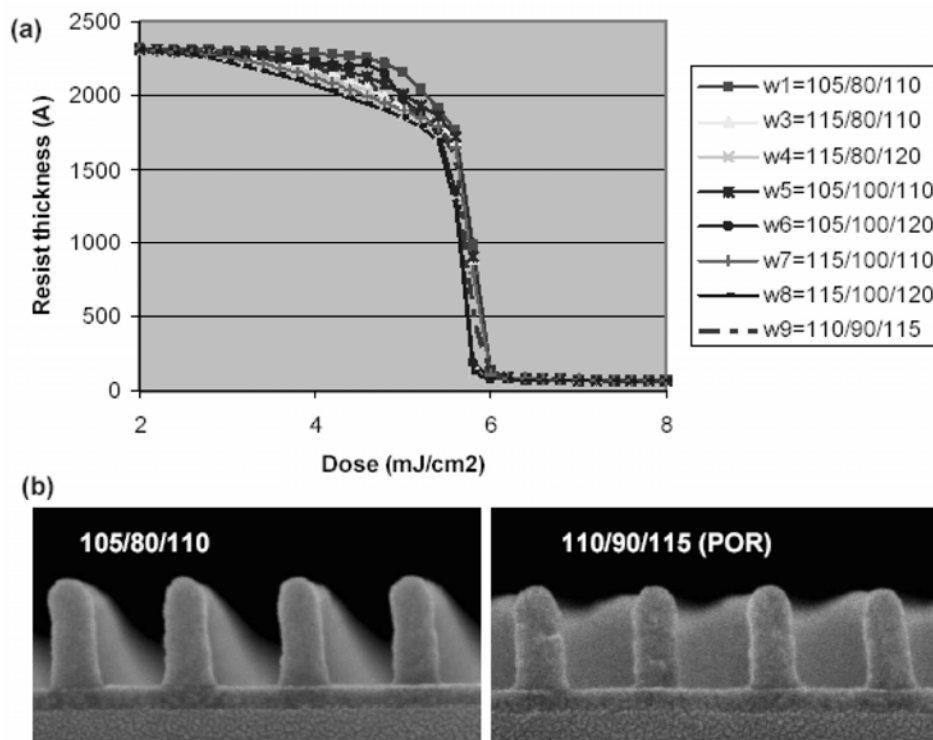 (a)
2500
2000
1500
1000
500
0
Resist thickness (A)
2
4
6
8
Dose (mJ/cm2)
w1=105/80/110
w3=115/80/110
w4=115/80/120
w5=105/100/110
w6=105/100/120
w7=115/100/110
w8=115/100/120
w9=110/90/115
(b)
105/80/110
110/90/115 (POR)